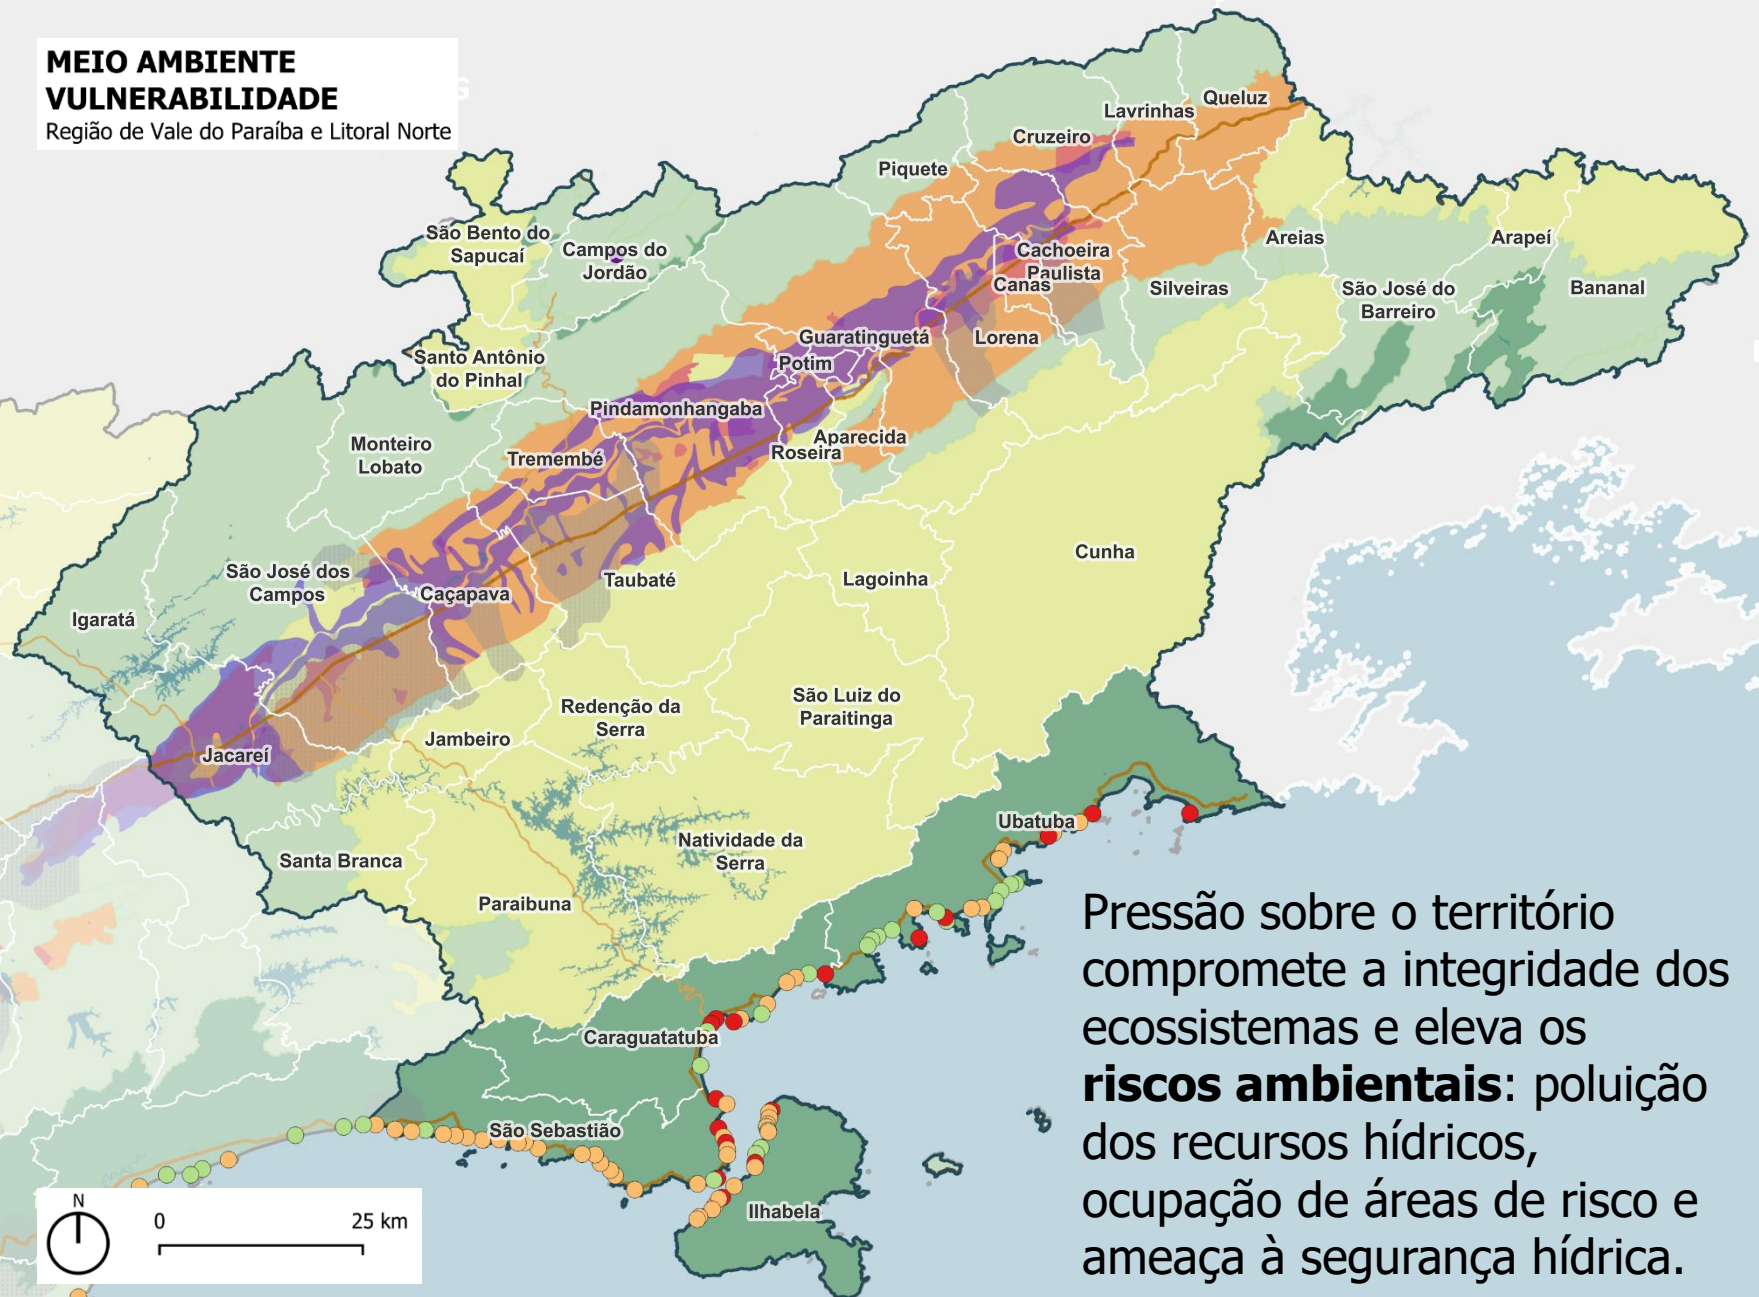 MEIO AMBIENTE
VULNERABILIDADE
Região de Vale do Paraíba e Litoral Norte
G
Queluz
Lavrinhas
Cruzeiro
Piquete
São Bento do
Sapucaí
Campos do
Jordão
Cachoeira
Paulista
Canas
Areias
Arapeí
Silveiras
São José do
Barreiro
Bananal
Guaratinguetá
Lorena
Potim
Santo Antônio
do Pinhal
Pindamonhangaba
Monteiro
Lobato
Tremembé
Aparecida
Roseira
Cunha
São José dos
Campos
Caçapava
Taubaté
Lagoinha
Igaratá
Redenção da
Serra
São Luiz do
Paraitinga
Jambeiro
Jacareí
Ubatuba
Natividade da
Serra
Santa Branca
Paraibuna
Caraguatatuba
São Sebastião
Ilhabela
Pressão sobre o território
compromete a integridade dos
ecossistemas e eleva os
riscos ambientais: poluição
dos recursos hídricos,
ocupação de áreas de risco e
ameaça à segurança hídrica.
N
0 25 km